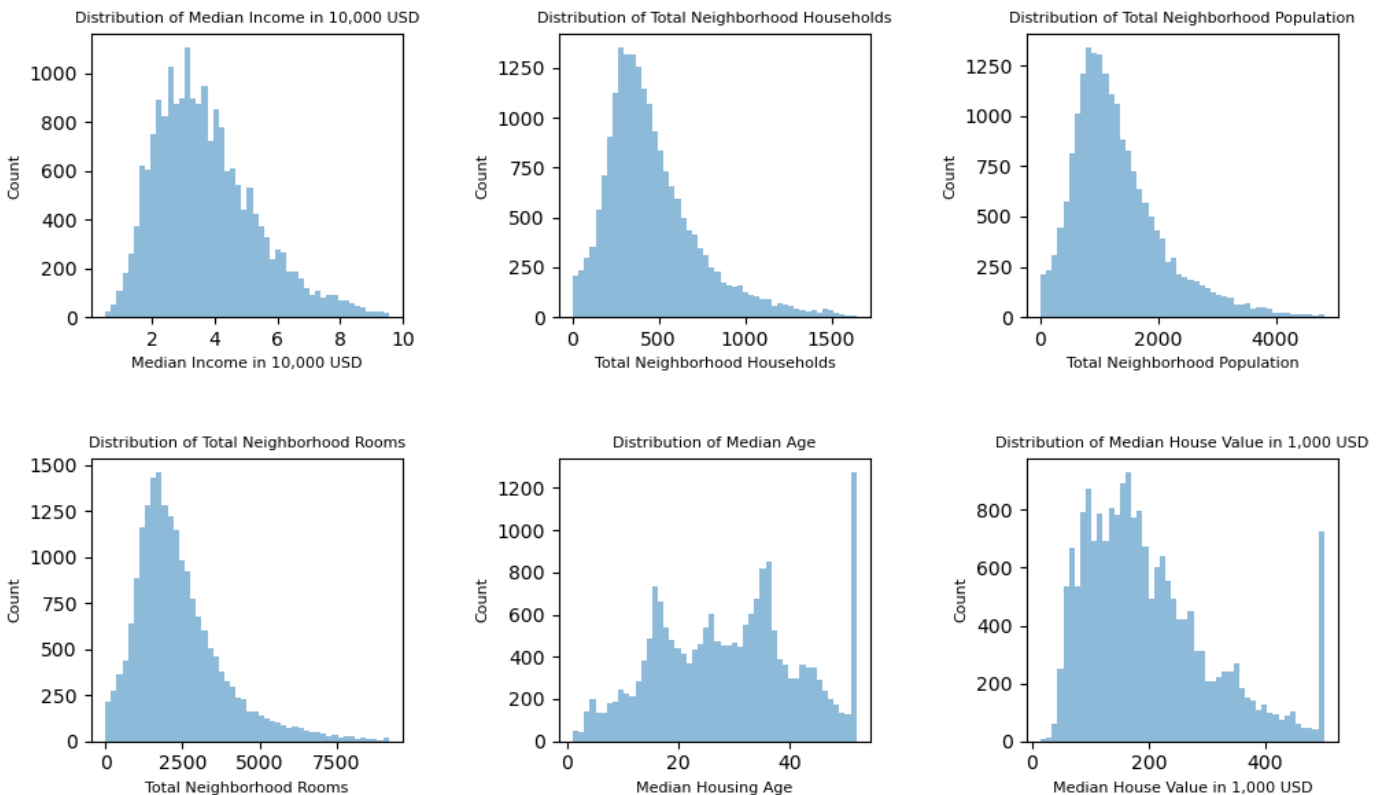 Distribution of Median Income in 10,000 USD
Count
1000
800
600
400
200
0
2 4 6 8 10
Median Income in 10,000 USD
Distribution of Total Neighborhood Households
Count
1250
1000
750
500
250
0
0 500 1000 1500
Total Neighborhood Households
Distribution of Total Neighborhood Population
Count
1250
1000
750
500
250
0
0 2000 4000
Total Neighborhood Population
Distribution of Total Neighborhood Rooms
Count
1500
1250
1000
750
500
250
0
0 2500 5000 7500
Total Neighborhood Rooms
Distribution of Median Age
Count
1200
1000
800
600
400
200
0
0 20 40
Median Housing Age
Distribution of Median House Value in 1,000 USD
Count
800
600
400
200
0
0 200 400
Median House Value in 1,000 USD